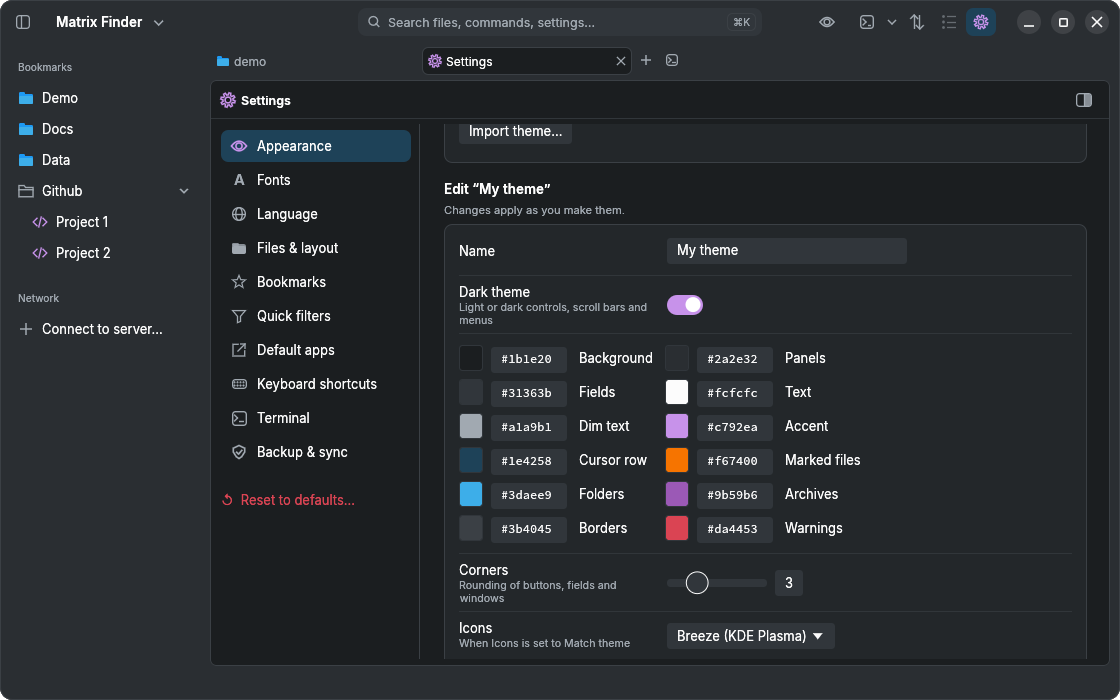 Matrix Finder
Search files, commands, settings...
⌘K
Bookmarks
Demo
Docs
Data
Github
Project 1
Project 2
Network
Connect to server...
demo
Settings
Settings
Appearance
Fonts
Language
Files & layout
Bookmarks
Quick filters
Default apps
Keyboard shortcuts
Terminal
Backup & sync
Reset to defaults...
Import theme...
Edit “My theme”
Changes apply as you make them.
Name
My theme
Dark theme
Light or dark controls, scroll bars and
menus
#1b1e20 Background #2a2e32 Panels
#31363b Fields #fcfcfc Text
#a1a9b1 Dim text #c792ea Accent
#1e4258 Cursor row #f67400 Marked files
#3daee9 Folders #9b59b6 Archives
#3b4045 Borders #da4453 Warnings
Corners
Rounding of buttons, fields and
windows
3
Icons
When Icons is set to Match theme
Breeze (KDE Plasma)